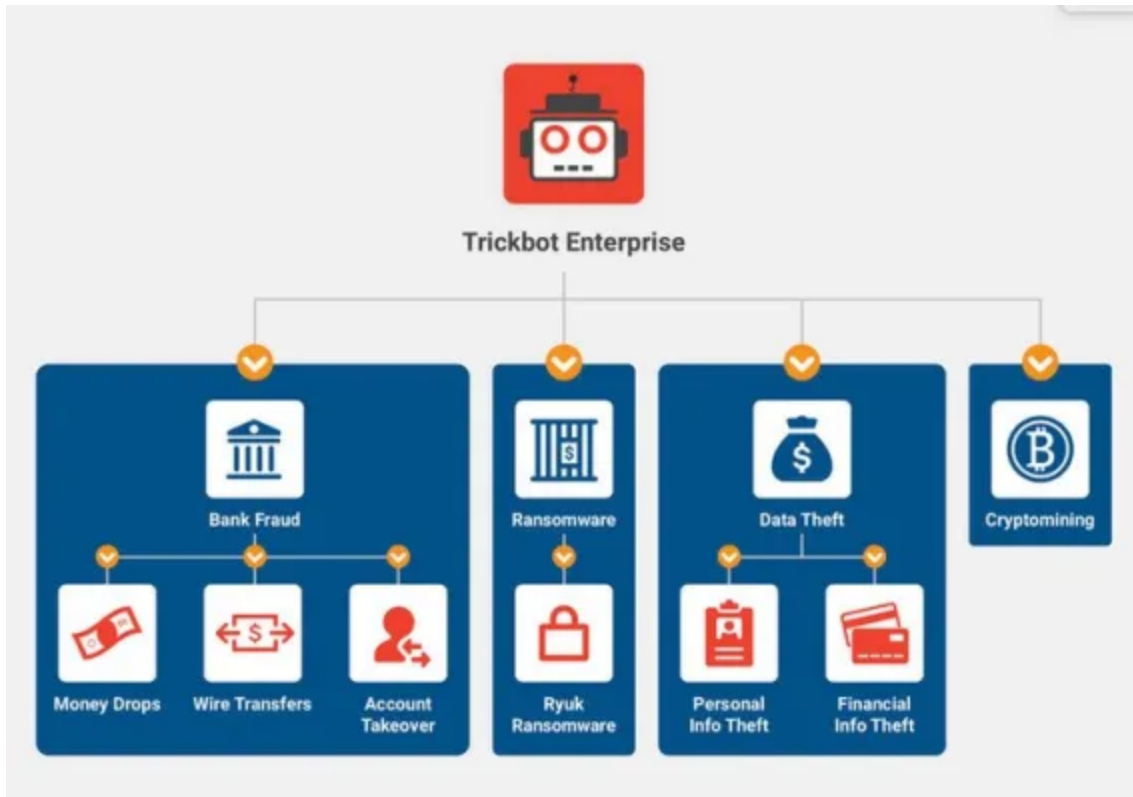 Trickbot Enterprise
Bank Fraud
Ransomware
Data Theft
Cryptomining
Money Drops
Wire Transfers
Account
Takeover
Ryuk
Ransomware
Personal
Info Theft
Financial
Info Theft